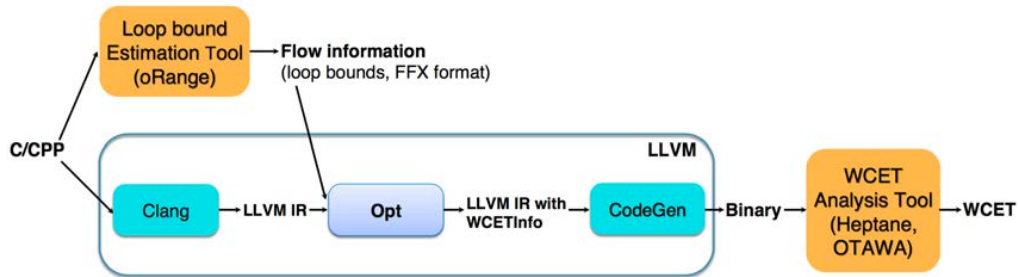 Loop bound
Estimation Tool
(oRange)
Flow information
(loop bounds, FFX format)
C/CPP
LLVM
Clang
LLVM IR
Opt
LLVM IR with
WCETInfo
CodeGen
Binary
WCET
Analysis Tool
(Heptane,
OTAWA)
WCET